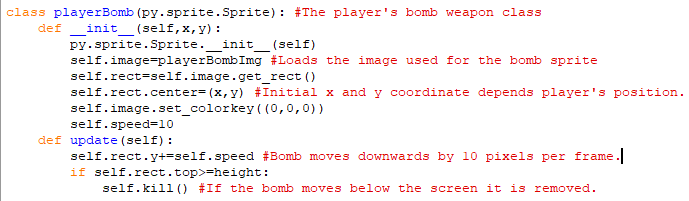 class playerBomb(py.sprite.Sprite): #The player's bomb weapon class
    def __init__(self,x,y):
        py.sprite.Sprite.__init__(self)
        self.image=playerBombImg #Loads the image used for the bomb sprite
        self.rect=self.image.get_rect()
        self.rect.center=(x,y) #Initial x and y coordinate depends player's position.
        self.image.set_colorkey((0,0,0))
        self.speed=10
    def update(self):
        self.rect.y+=self.speed #Bomb moves downwards by 10 pixels per frame.
        if self.rect.top>=height:
            self.kill() #If the bomb moves below the screen it is removed.